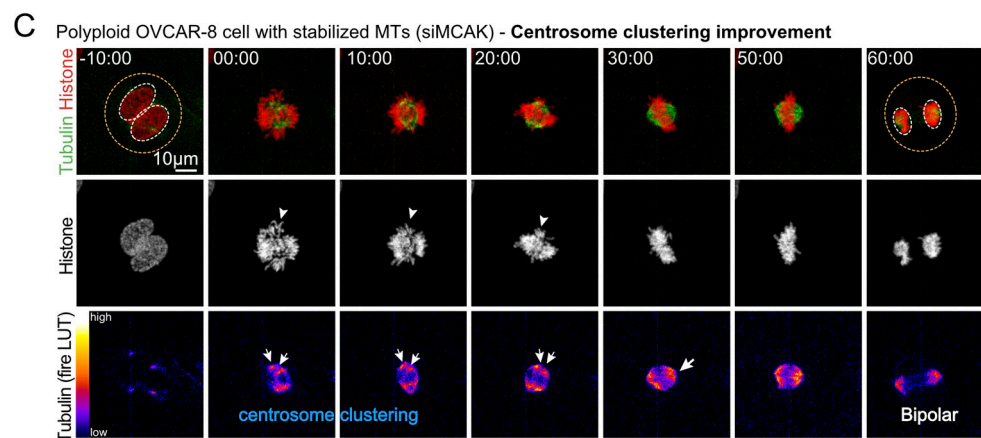 C
Polyploid OVCAR-8 cell with stabilized MTs (siMCAK) - Centrosome clustering improvement
-10:00 00:00 10:00 20:00 30:00 50:00 60:00
Tubulin Histone
10µm
Histone
Tubulin (fire LUT)
high
low
centrosome clustering
Bipolar